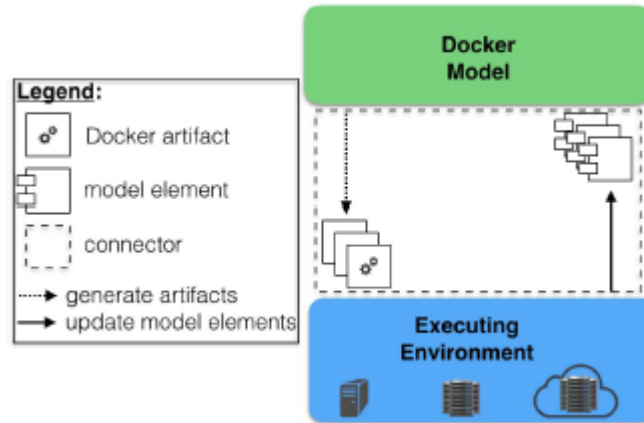 Docker
Model
Legend:
Docker artifact
model element
connector
generate artifacts
update model elements
Executing
Environment